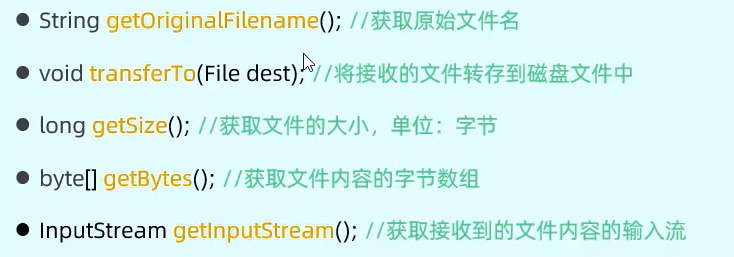 ● String getOriginalFilename(); //获取原始文件名
● void transferTo(File dest); //将接收的文件转存到磁盘文件中
● long getSize(); //获取文件的大小，单位：字节
● byte[] getBytes(); //获取文件内容的字节数组
● InputStream getInputStream(); //获取接收到的文件内容的输入流